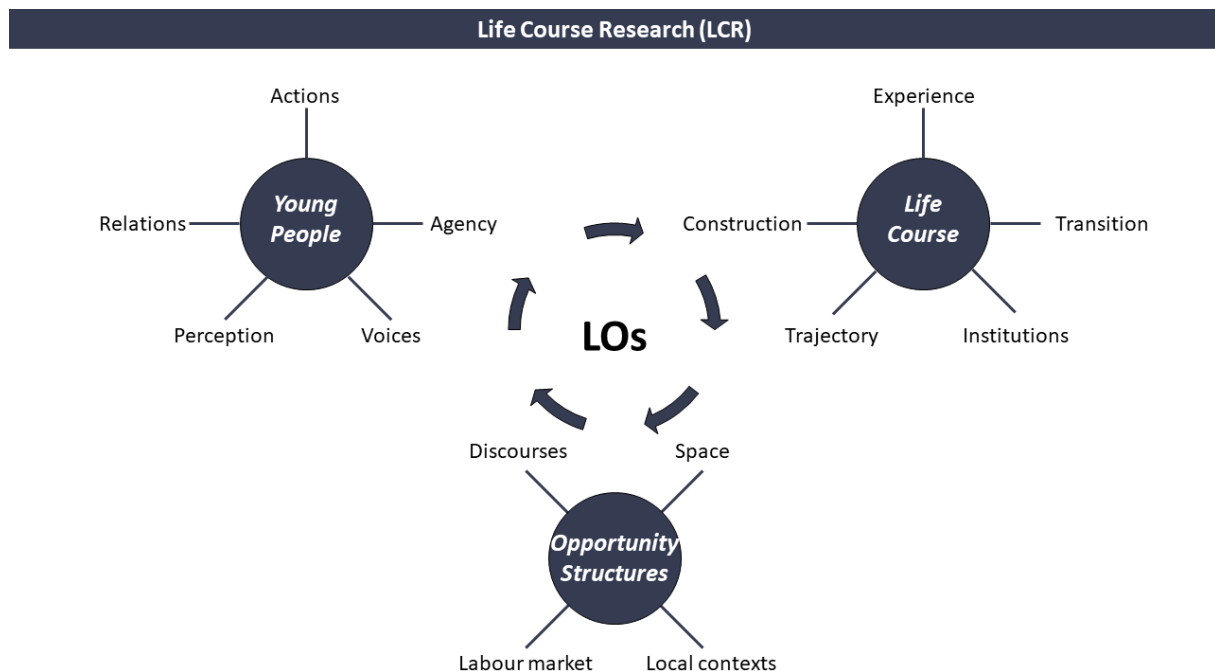 Life Course Research (LCR)
Actions
Relations
Young
People
Agency
Perception
Voices
Experience
Construction
Life
Course
Transition
Trajectory
Institutions
LOs
Discourses
Space
Opportunity
Structures
Labour market
Local contexts